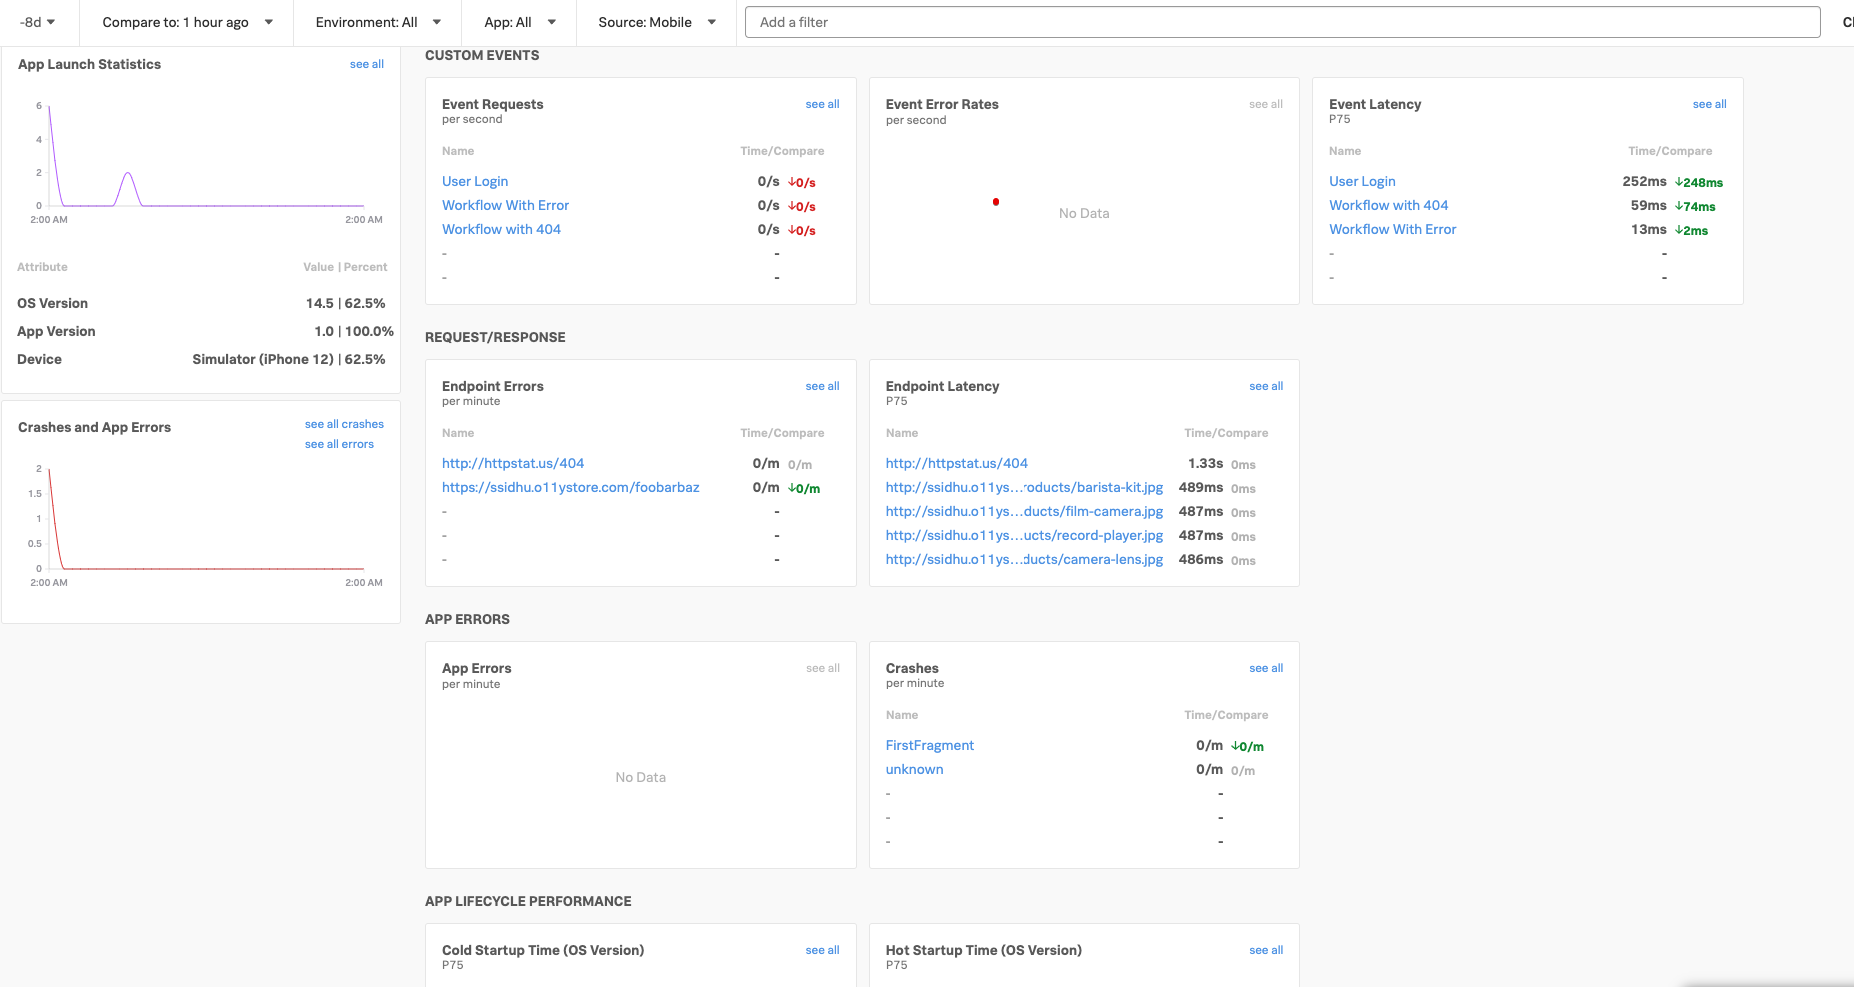 -8d
Compare to: 1 hour ago
Environment: All
App: All
Source: Mobile
Add a filter
App Launch Statistics
see all
6
4
2
0
2:00 AM
2:00 AM
Attribute
Value | Percent
OS Version
14.5 | 62.5%
App Version
1.0 | 100.0%
Device
Simulator (iPhone 12) | 62.5%
Crashes and App Errors
see all crashes
see all errors
2
1.5
1
0.5
0
2:00 AM
2:00 AM
CUSTOM EVENTS
Event Requests
see all
per second
Name
Time/Compare
User Login
0/s ↓0/s
Workflow With Error
0/s ↓0/s
Workflow with 404
0/s ↓0/s
-
-
-
-
Event Error Rates
see all
per second
No Data
Event Latency
see all
P75
Name
Time/Compare
User Login
252ms ↓248ms
Workflow with 404
59ms ↓74ms
Workflow With Error
13ms ↓2ms
-
-
-
-
REQUEST/RESPONSE
Endpoint Errors
see all
per minute
Name
Time/Compare
http://httpstat.us/404
0/m 0/m
https://ssidhu.o11ystore.com/foobarbaz
0/m ↓0/m
-
-
-
-
-
-
Endpoint Latency
see all
P75
Name
Time/Compare
http://httpstat.us/404
1.33s 0ms
http://ssidhu.o11ys…roducts/barista-kit.jpg
489ms 0ms
http://ssidhu.o11ys…ducts/film-camera.jpg
487ms 0ms
http://ssidhu.o11ys…ucts/record-player.jpg
487ms 0ms
http://ssidhu.o11ys…ducts/camera-lens.jpg
486ms 0ms
APP ERRORS
App Errors
see all
per minute
No Data
Crashes
see all
per minute
Name
Time/Compare
FirstFragment
0/m ↓0/m
unknown
0/m 0/m
-
-
-
-
-
-
APP LIFECYCLE PERFORMANCE
Cold Startup Time (OS Version)
see all
P75
Hot Startup Time (OS Version)
see all
P75